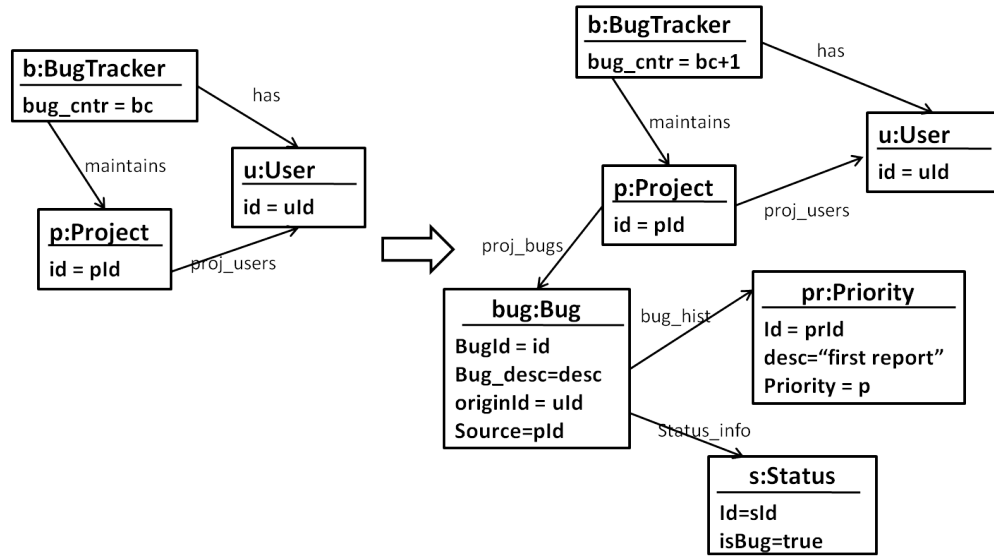 b:BugTracker
bug_cntr = bc
has
maintains
u:User
id = uId
p:Project
id = pId
proj_users
b:BugTracker
bug_cntr = bc+1
has
maintains
u:User
id = uId
p:Project
id = pId
proj_users
proj_bugs
bug:Bug
BugId = id
Bug_desc=desc
originId = uId
Source=pId
bug_hist
pr:Priority
Id = prId
desc=“first report”
Priority = p
Status_info
s:Status
Id=sId
isBug=true